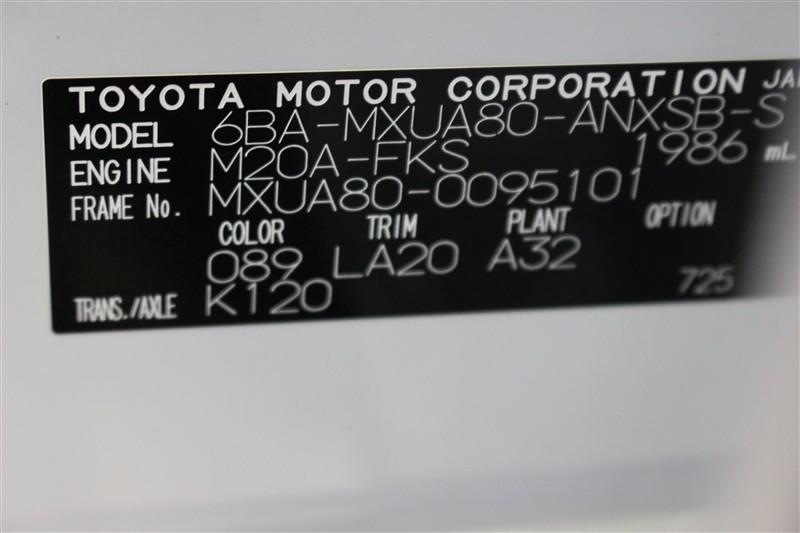 TOYOTA MOTOR CORPORATION JA
MODEL 6BA-MXUA80-ANXSB-S
ENGINE M20A-FKS 1986 mL
FRAME No. MXUA80-0095101
COLOR TRIM PLANT OPTION
089 LA20 A32
TRANS./AXLE K120 725